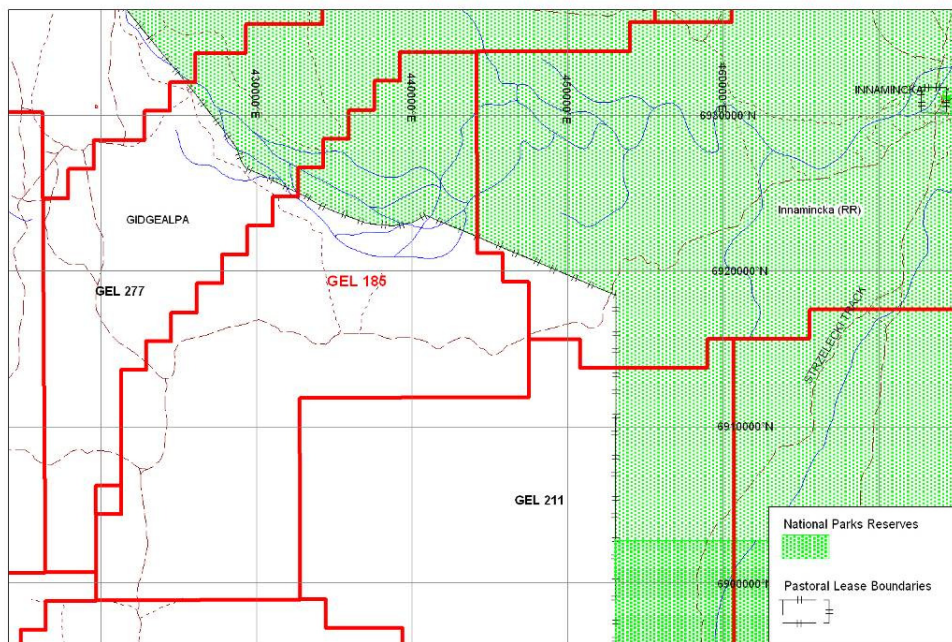 430000°E
440000°E
450000°E
460000°E
INNAMINCKA
6930000°N
Innamincka (RR)
GIDGEALPA
6920000°N
GEL 277
GEL 185
STRZELECKI TRACK
6910000°N
GEL 211
National Parks Reserves
6900000°N
Pastoral Lease Boundaries